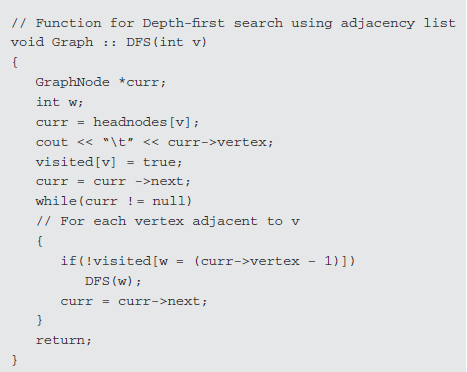 // Function for Depth-first search using adjacency list
void Graph :: DFS(int v)
{
GraphNode *curr;
int w;
curr = headnodes[v];
cout << “\t” << curr->vertex;
visited[v] = true;
curr = curr ->next;
while(curr != null)
// For each vertex adjacent to v
{
if(!visited[w = (curr->vertex - 1)])
DFS(w);
curr = curr->next;
}
return;
}